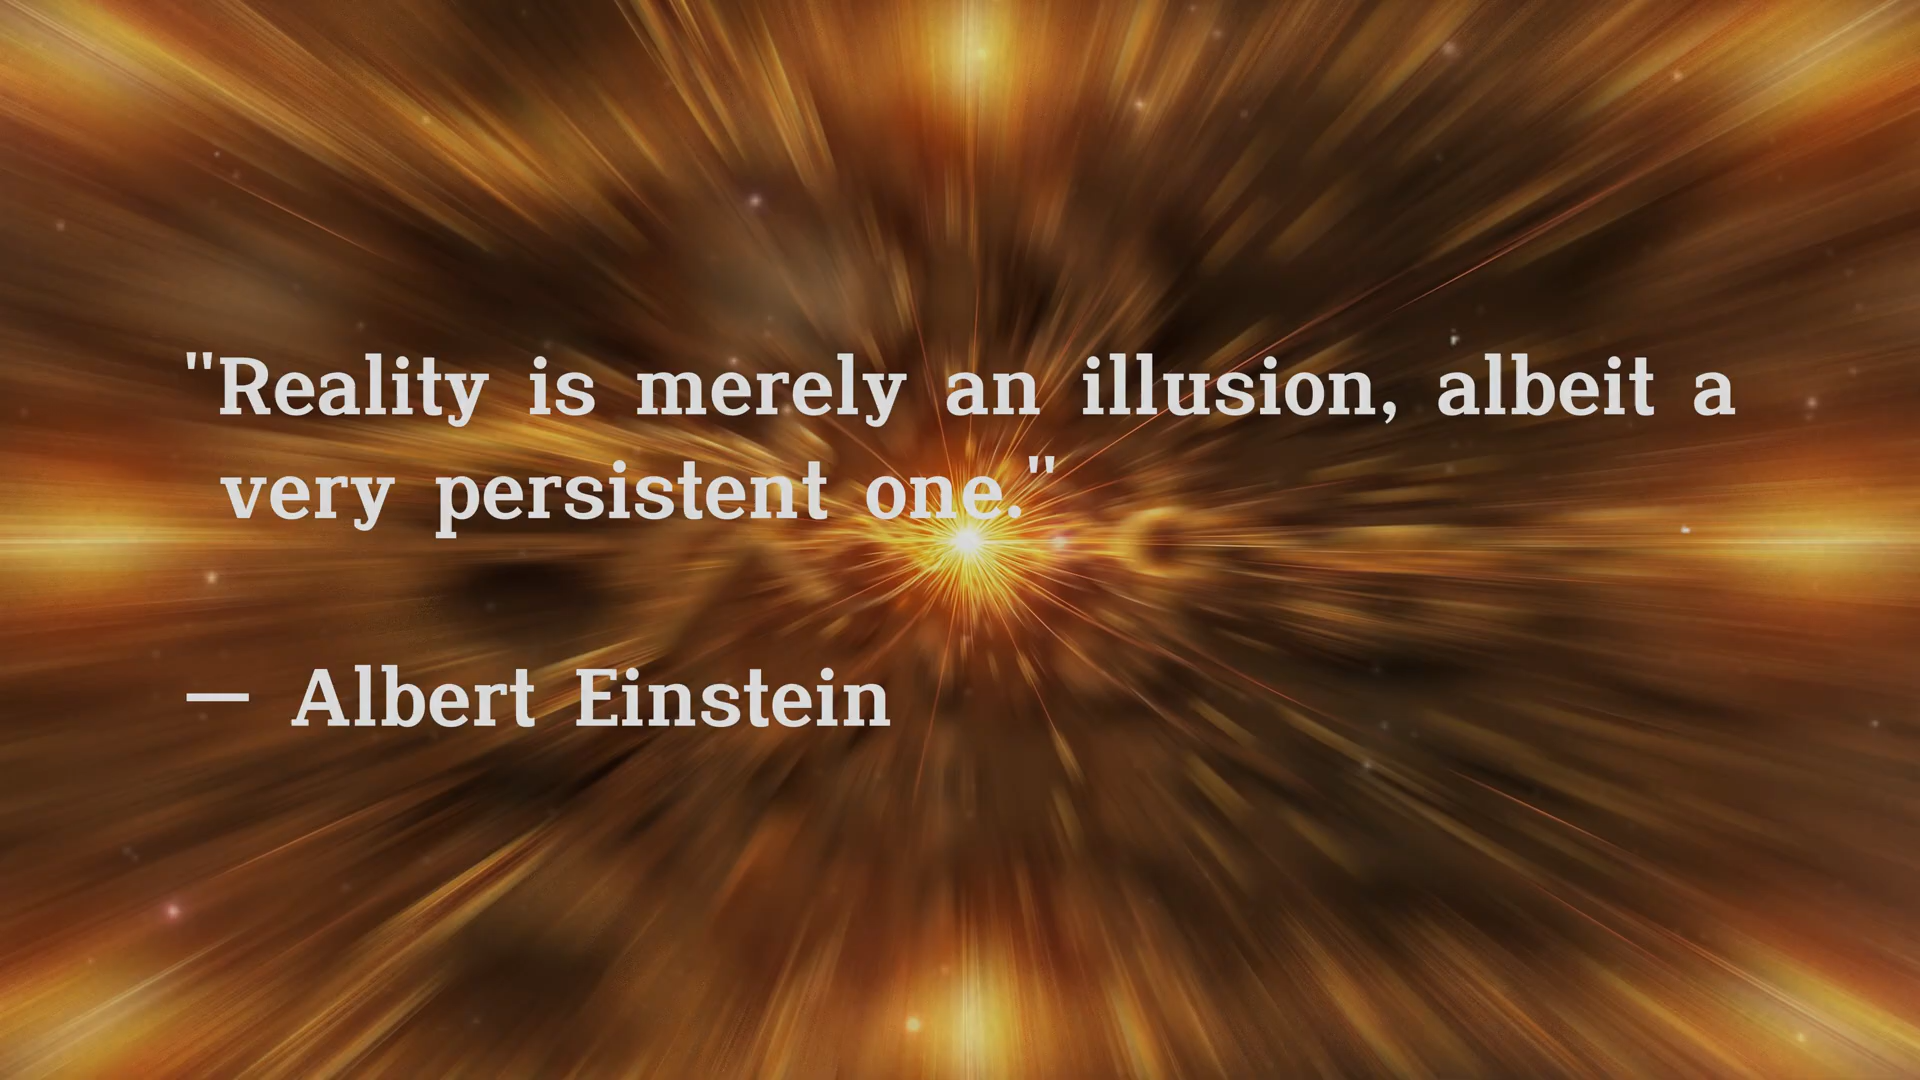 "Reality is merely an illusion, albeit a
very persistent one."
— Albert Einstein